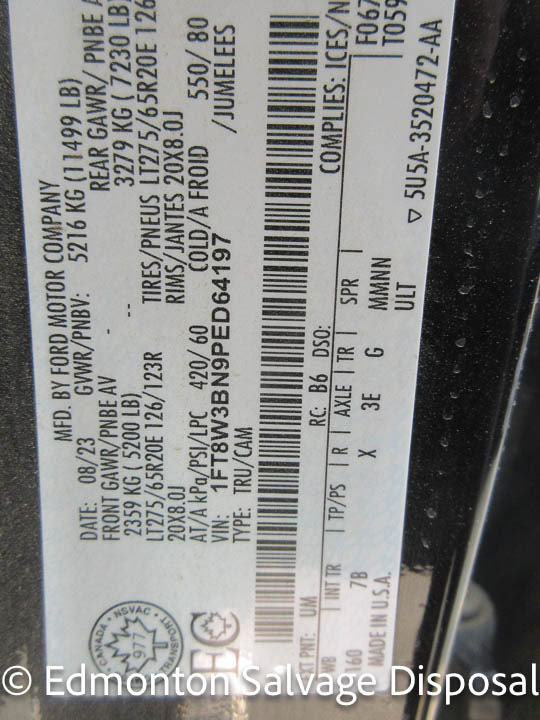 MFD. BY FORD MOTOR COMPANY
DATE: 08/23 GVWR/PNBV: 5216 KG (11499 LB)
FRONT GAWR/PNBE AV - REAR GAWR/ PNBE A
2359 KG ( 5200 LB) -- 3279 KG ( 7230 LB)
LT275/65R20E 126/123R TIRES/PNEUS LT275/65R20E 126
20X8.0J RIMS/JANTES 20X8.0J
AT/A kPa/PSI/LPC 420/ 60 COLD/A FROID 550/ 80
VIN: 1FT8W3BN9PED64197 /JUMELEES
TYPE: TRU/CAM
COMPLIES: ICES/N
F067
T059
RC: B6 DSO:
PNT: UM
WB | INT TR | TP/PS | R | AXLE | TR | SPR |
160 7B X 3E G MMNNN
MADE IN U.S.A. ULT
▽ 5U5A-3520472-AA
CANADA • NSVAC •
977
TRANSPORT
© Edmonton Salvage Disposal